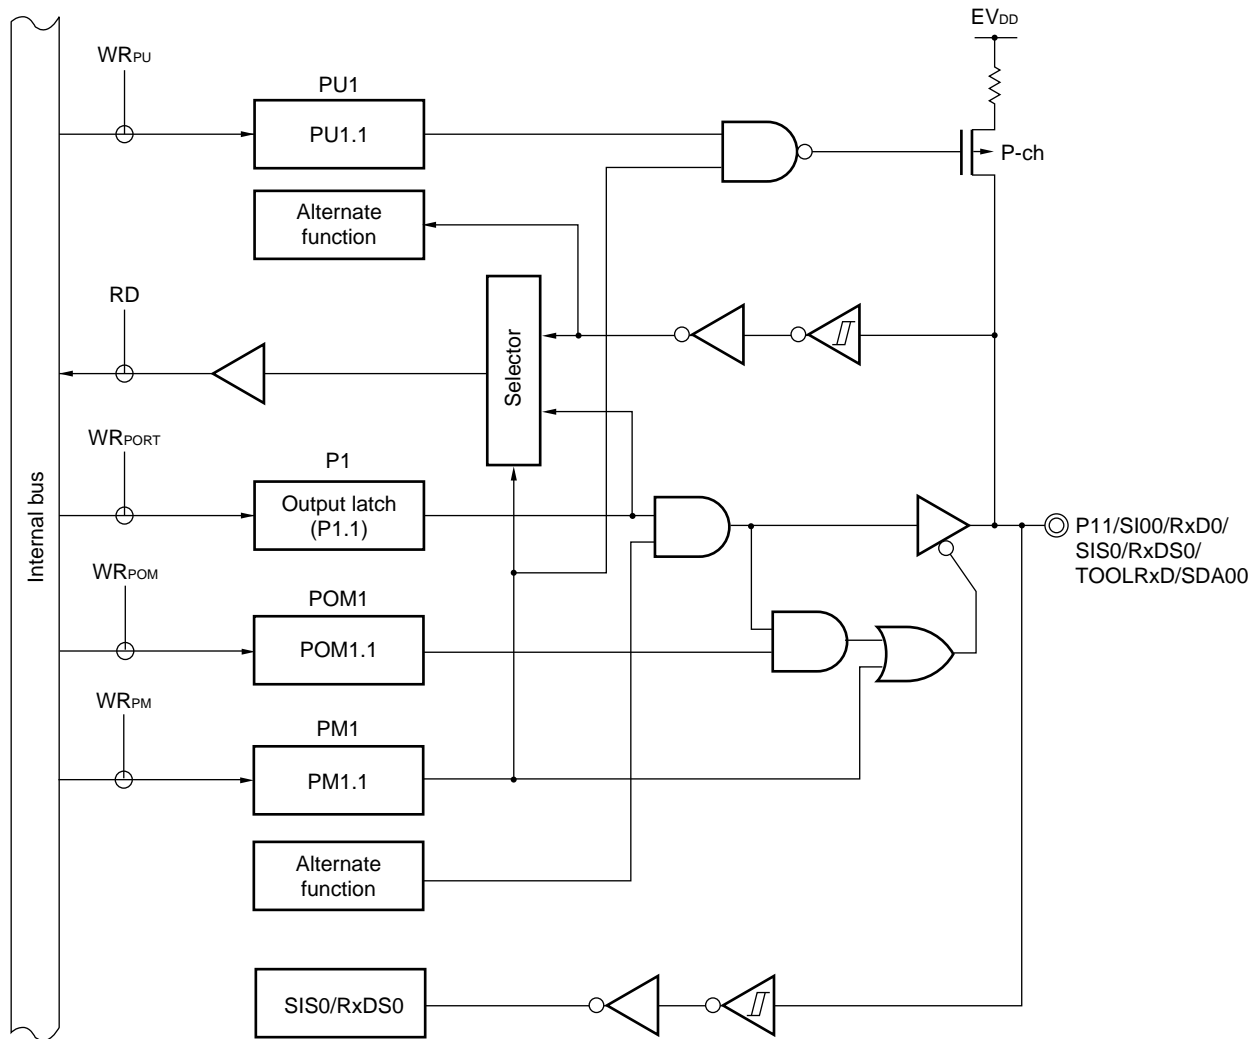 EVDD
WRPU
PU1
PU1.1
P-ch
Alternate
function
RD
Selector
WRPORT
P1
Output latch
(P1.1)
Internal bus
P11/SI00/RxD0/
SIS0/RxDS0/
TOOLRxD/SDA00
WRPOM
POM1
POM1.1
WRPM
PM1
PM1.1
Alternate
function
SIS0/RxDS0